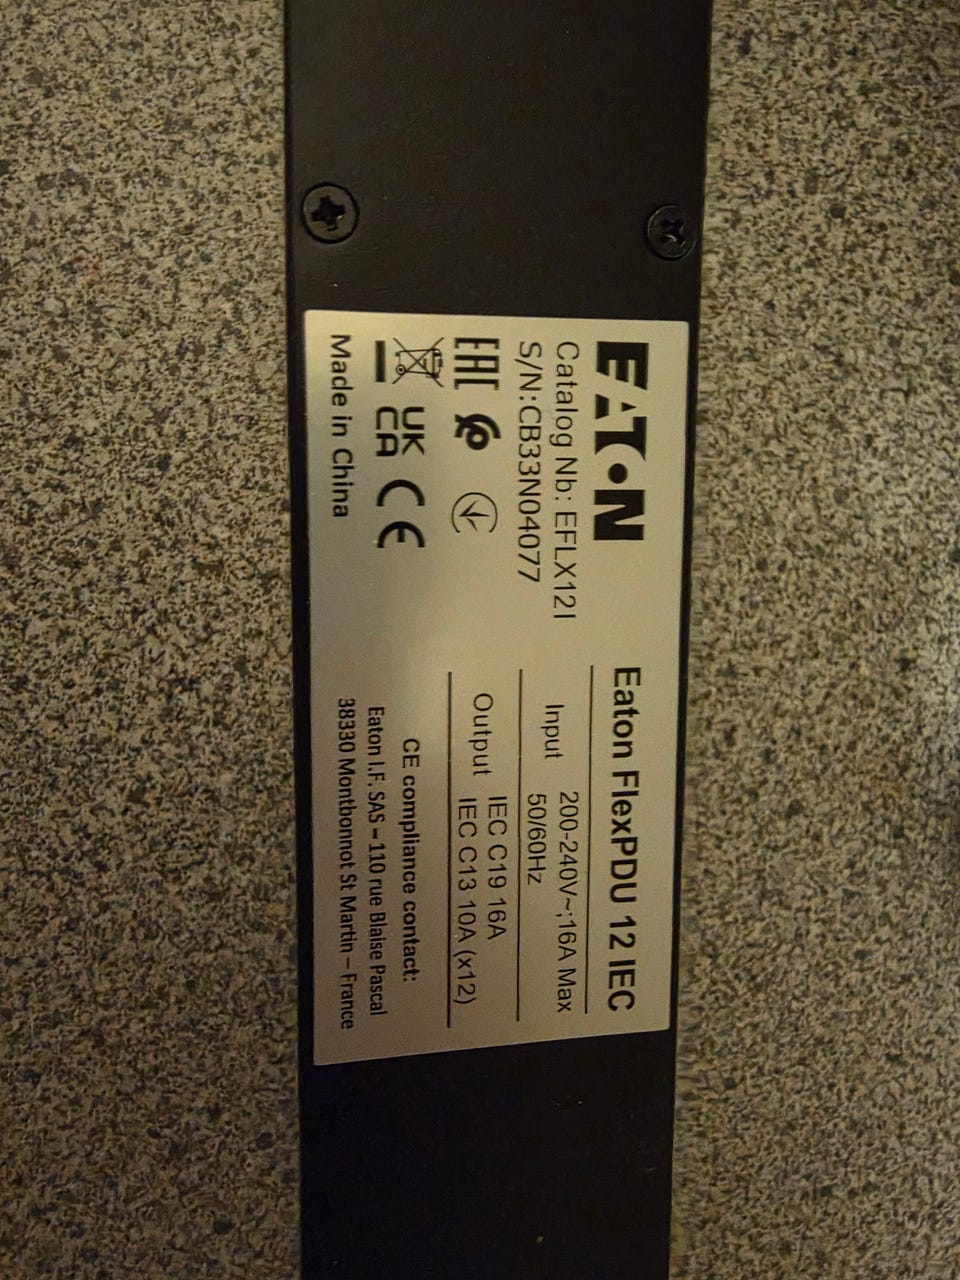 EATON
Catalog Nb: EFLX12I
S/N:CB33N04077
EAC
UK
CA
CE
Made in China
Eaton FlexPDU 12 IEC
Input 200-240V~;16A Max
50/60Hz
Output IEC C19 16A
IEC C13 10A (x12)
CE compliance contact:
Eaton I.F. SAS – 110 rue Blaise Pascal
38330 Montbonnot St Martin – France